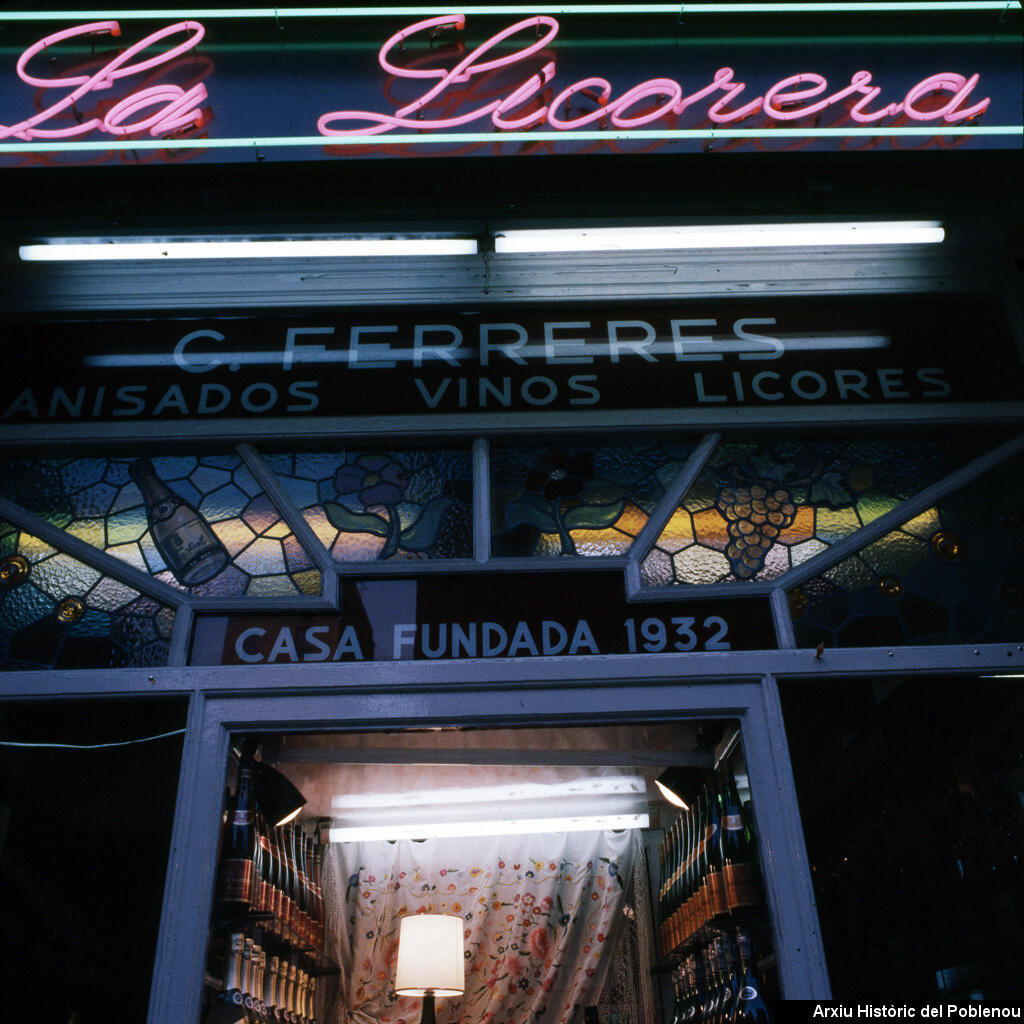 La Licorera
C. FERRERES
ANISADOS VINOS LICORES
CASA FUNDADA 1932
Arxiu Històric del Poblenou